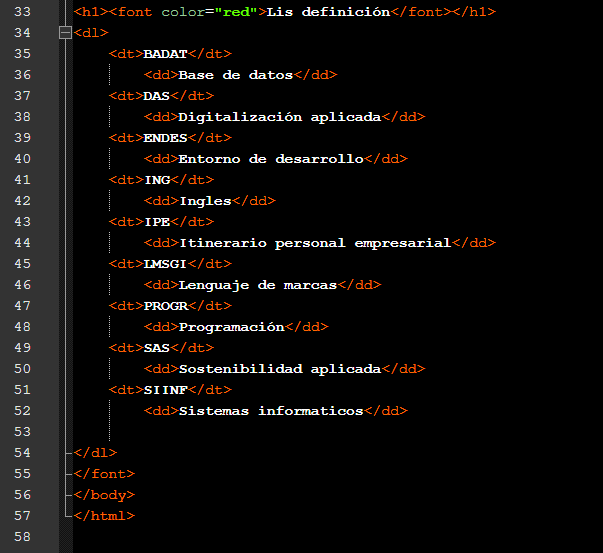 33 <h1><font color="red">Lis definición</font></h1>
34 <dl>
35 <dt>BADAT</dt>
36 <dd>Base de datos</dd>
37 <dt>DAS</dt>
38 <dd>Digitalización aplicada</dd>
39 <dt>ENDES</dt>
40 <dd>Entorno de desarrollo</dd>
41 <dt>ING</dt>
42 <dd>Ingles</dd>
43 <dt>IPE</dt>
44 <dd>Itinerario personal empresarial</dd>
45 <dt>LMSGI</dt>
46 <dd>Lenguaje de marcas</dd>
47 <dt>PROGR</dt>
48 <dd>Programación</dd>
49 <dt>SAS</dt>
50 <dd>Sostenibilidad aplicada</dd>
51 <dt>SIINF</dt>
52 <dd>Sistemas informaticos</dd>
53
54 </dl>
55 </font>
56 </body>
57 </html>
58